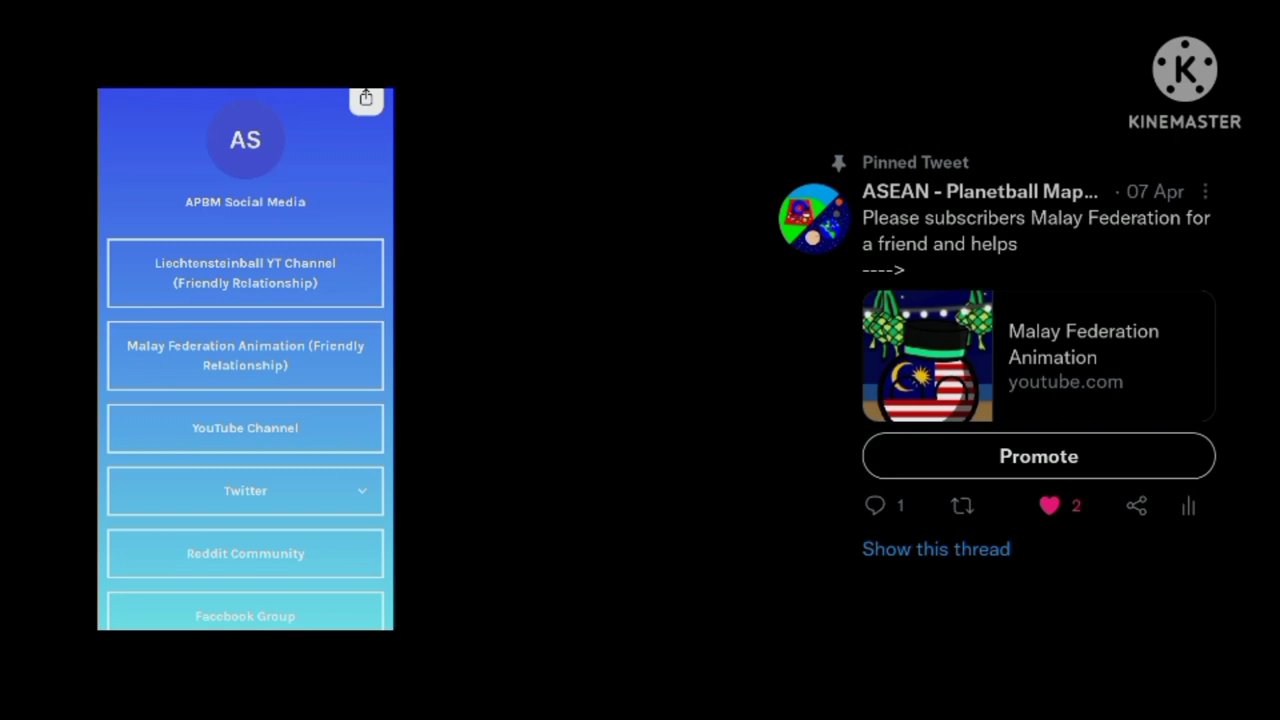 AS
APBM Social Media
Liechtensteinball YT Channel
(Friendly Relationship)
Malay Federation Animation (Friendly
Relationship)
YouTube Channel
Twitter
Reddit Community
Facebook Group
K
KINEMASTER
Pinned Tweet
ASEAN - Planetball Map... · 07 Apr
Please subscribers Malay Federation for
a friend and helps
---->
Malay Federation
Animation
youtube.com
Promote
1
2
Show this thread